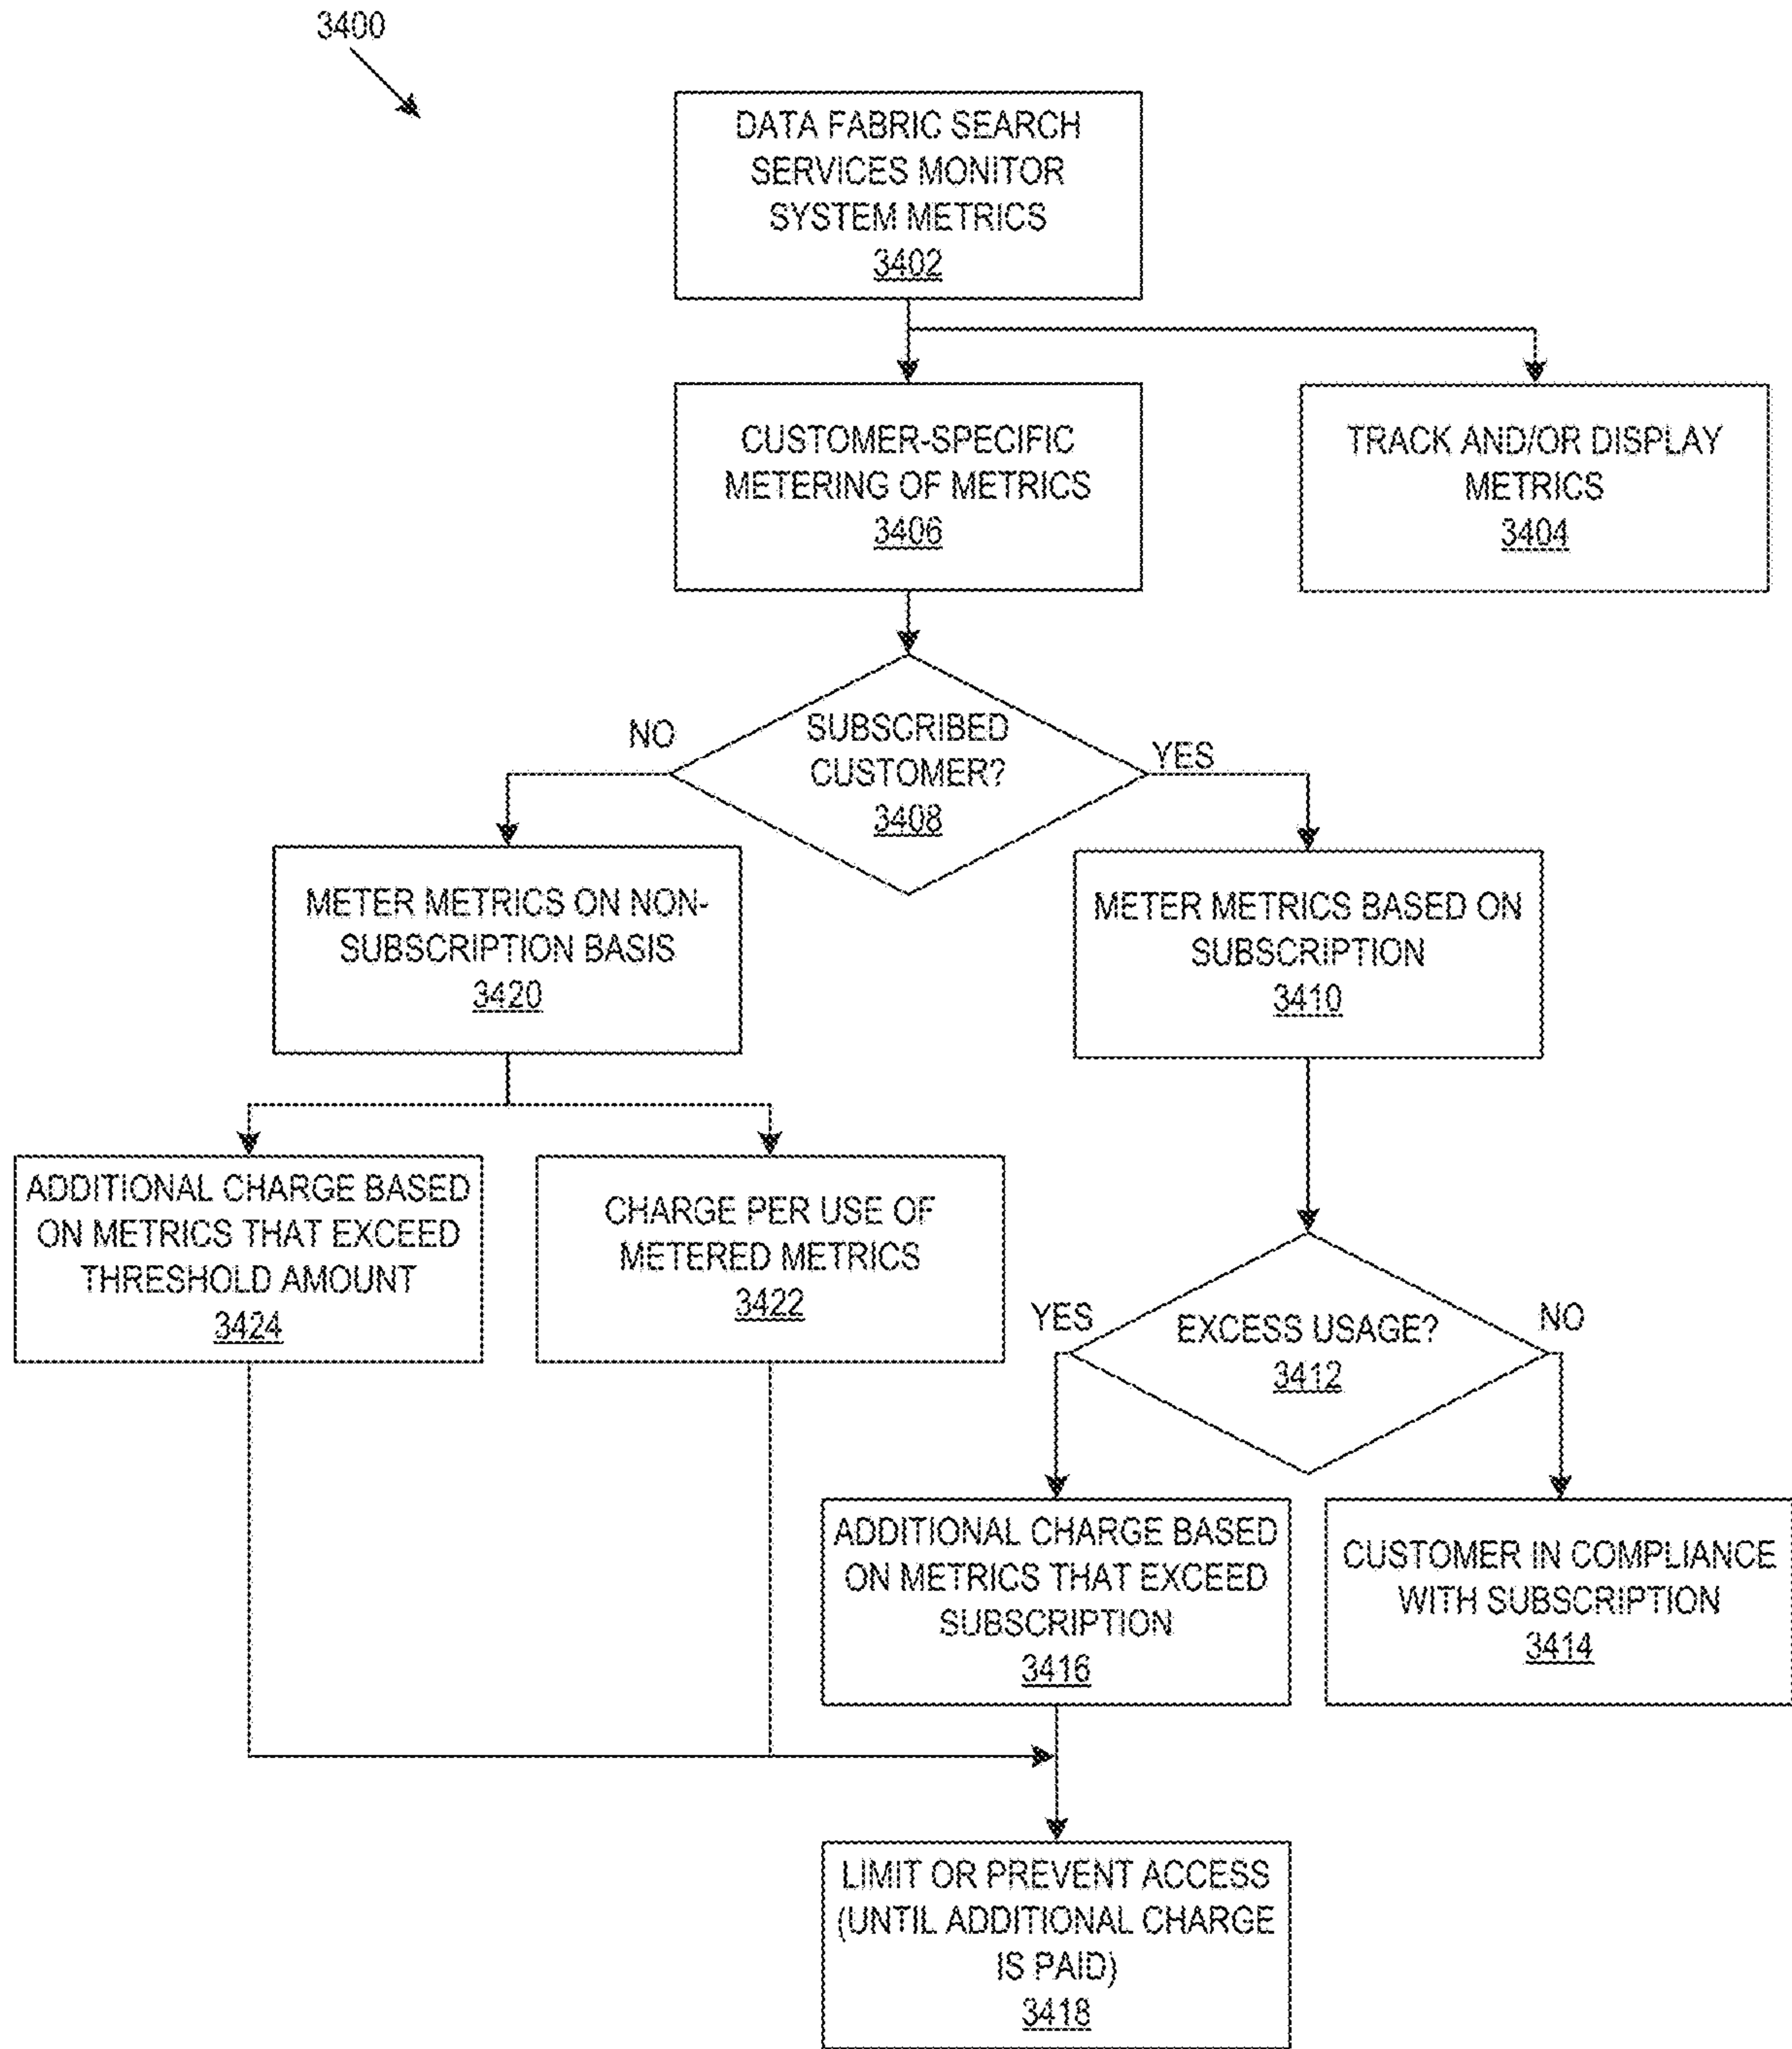 3400
DATA FABRIC SEARCH
SERVICES MONITOR
SYSTEM METRICS
3402
CUSTOMER-SPECIFIC
METERING OF METRICS
3406
TRACK AND/OR DISPLAY
METRICS
3404
NO
SUBSCRIBED
CUSTOMER?
3408
YES
METER METRICS ON NON-
SUBSCRIPTION BASIS
3420
METER METRICS BASED ON
SUBSCRIPTION
3410
ADDITIONAL CHARGE BASED
ON METRICS THAT EXCEED
THRESHOLD AMOUNT
3424
CHARGE PER USE OF
METERED METRICS
3422
YES
EXCESS USAGE?
3412
NO
ADDITIONAL CHARGE BASED
ON METRICS THAT EXCEED
SUBSCRIPTION
3416
CUSTOMER IN COMPLIANCE
WITH SUBSCRIPTION
3414
LIMIT OR PREVENT ACCESS
(UNTIL ADDITIONAL CHARGE
IS PAID)
3418